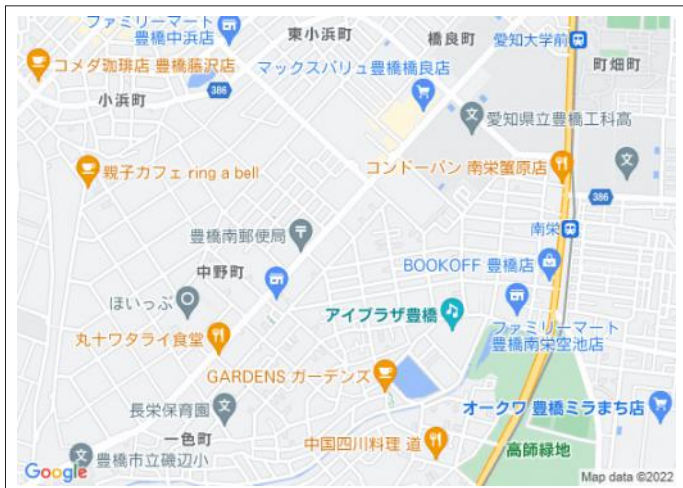 ファミリーマート
豊橋中浜店
東小浜町
橋良町
愛知大学前
町畑町
コメダ珈琲店 豊橋藤沢店
マックスバリュ豊橋橋良店
小浜町
386
愛知県立豊橋工科高
親子カフェ ring a bell
コンドーパン 南栄蟹原店
386
豊橋南郵便局
南栄
中野町
BOOKOFF 豊橋店
ほいっぷ
アイプラザ豊橋
ファミリーマート
豊橋南栄空池店
丸十ワタライ食堂
GARDENS ガーデンズ
長栄保育園
オークワ 豊橋ミラまち店
一色町
中国四川料理 道
高師緑地
豊橋市立磯辺小
Google
Map data ©2022